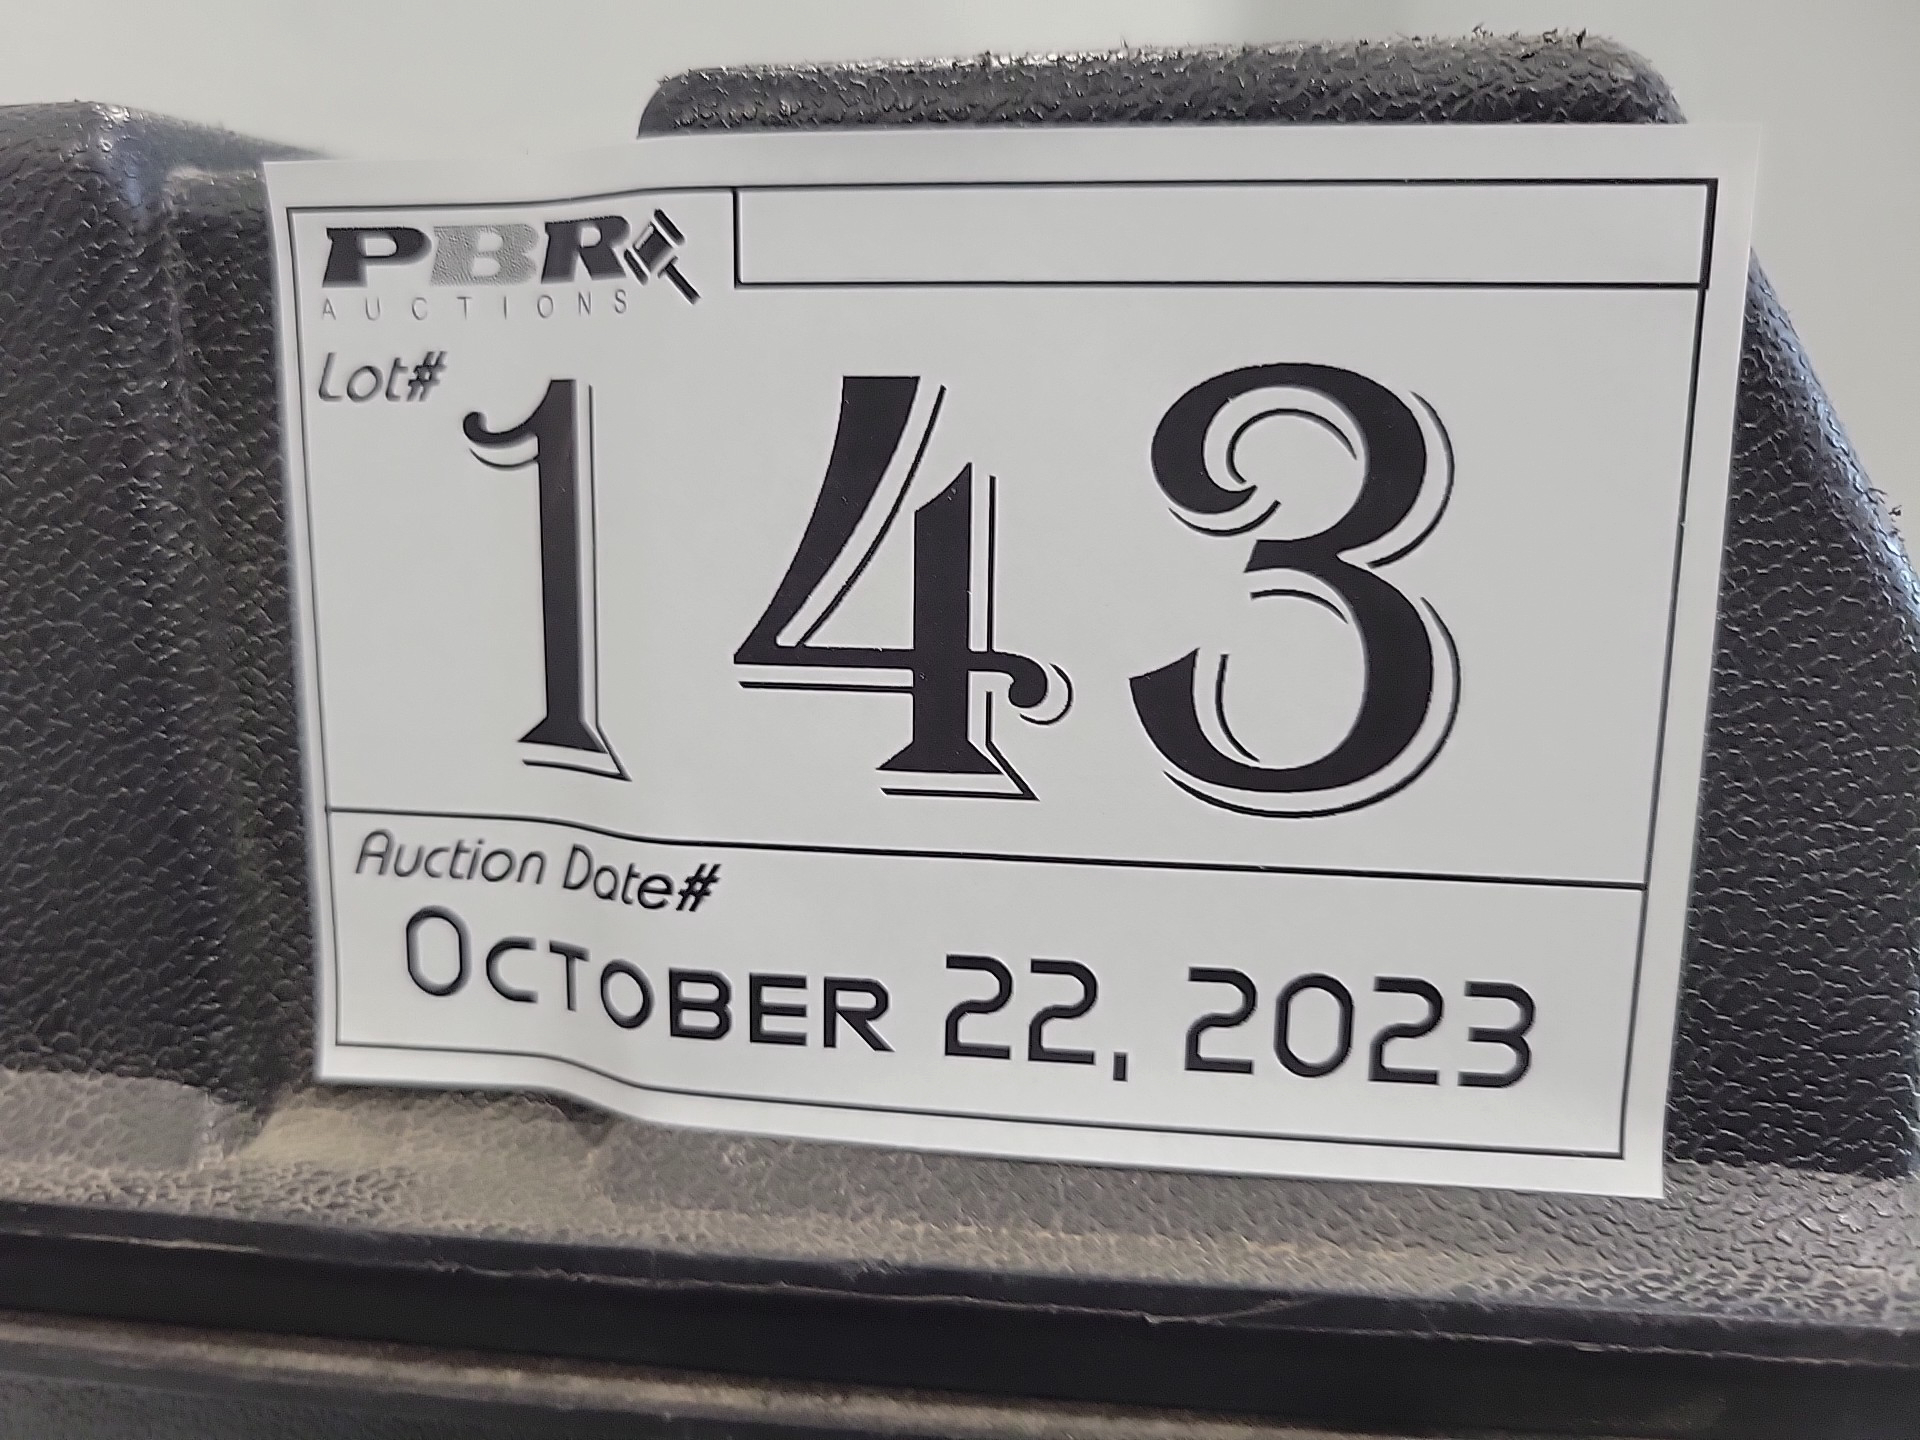 PBR
AUCTIONS
Lot#
143
Auction Date#
OCTOBER 22, 2023